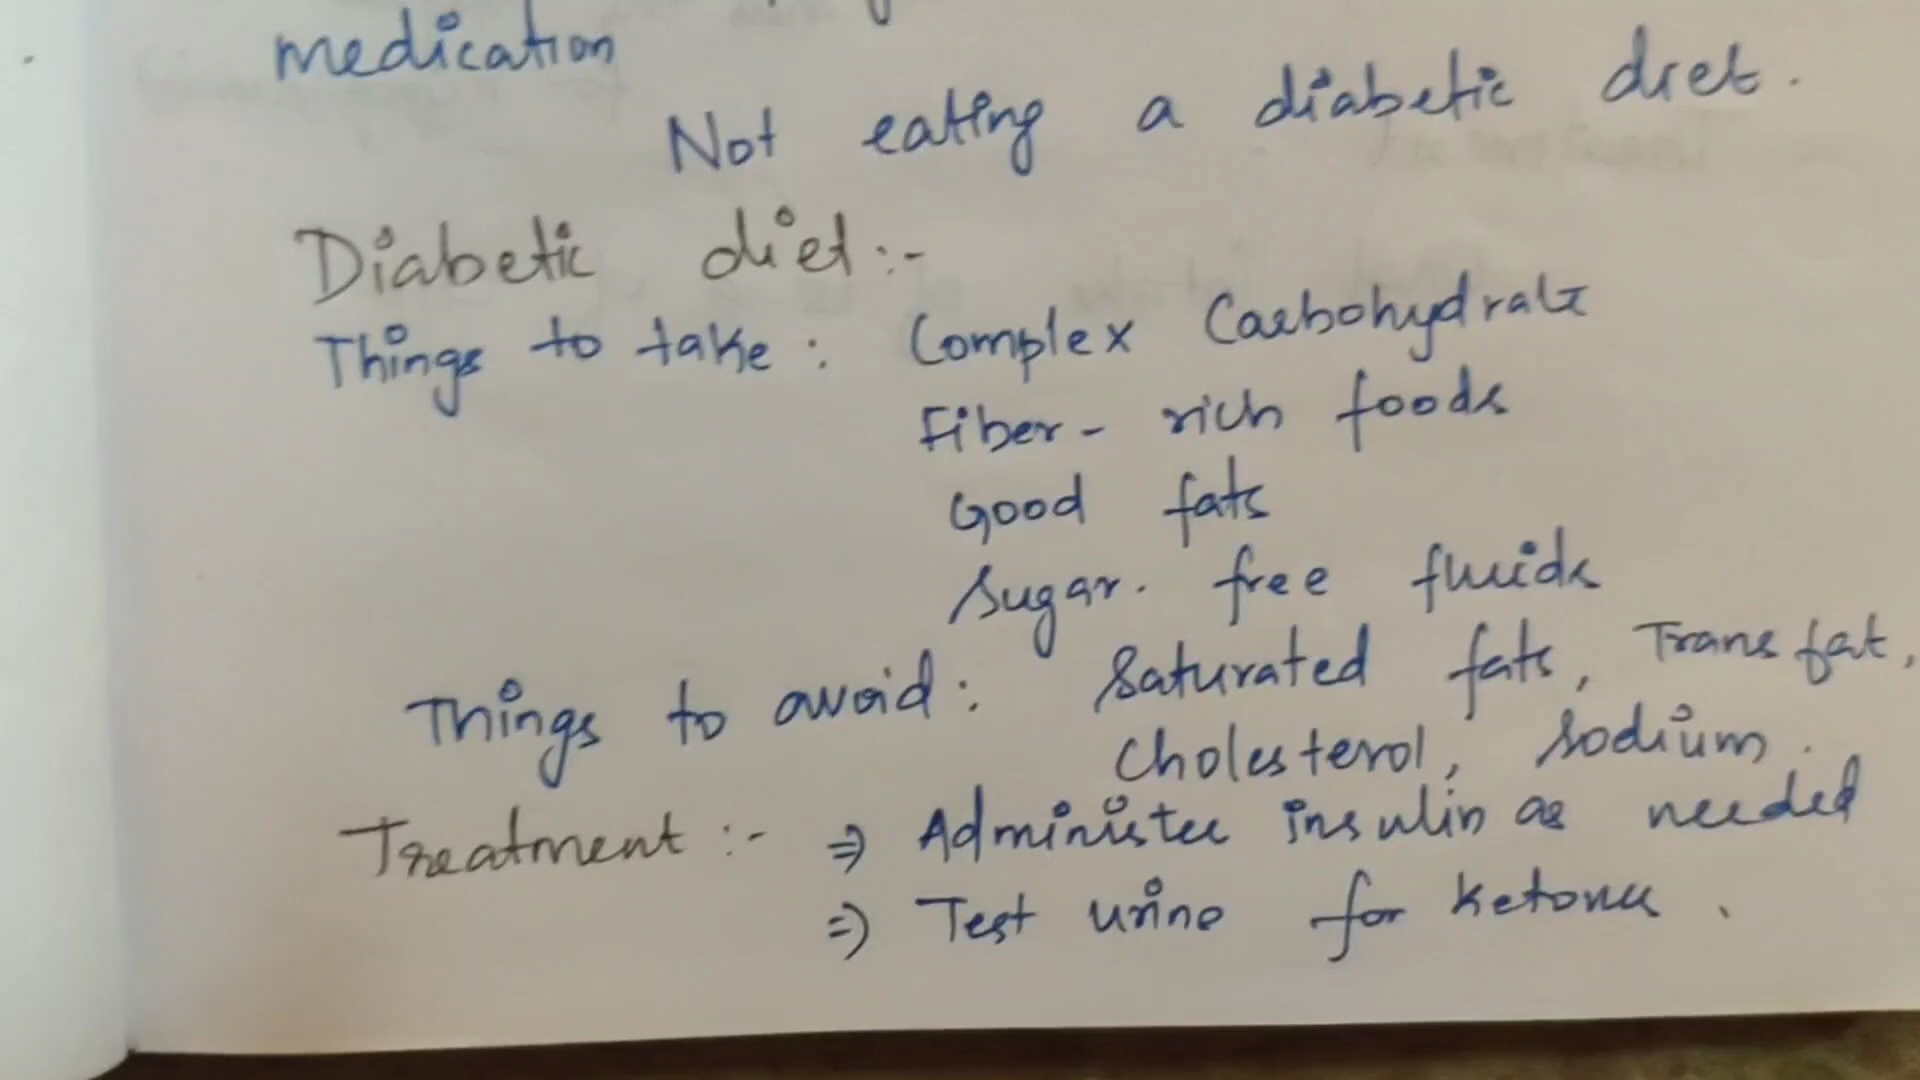 medication
Not eating a diabetic diet.
Diabetic diet :-
Things to take : Complex Carbohydrate
Fiber - rich foods
Good fats
Sugar. free fluids
Things to avoid : Saturated fats, Trans fat,
Cholesterol, Sodium.
Treatment :- ⇒ Administer insulin as needed
⇒ Test urine for ketones.